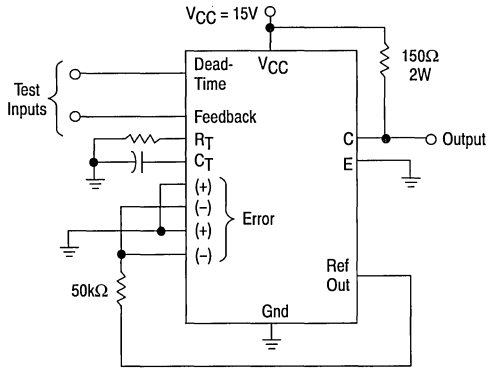 VCC = 15V
Dead-
Time
VCC
150Ω
2W
Test
Inputs
Feedback
RT
C
Output
CT
E
(+)
(−)
Error
(+)
(−)
Ref
Out
50kΩ
Gnd